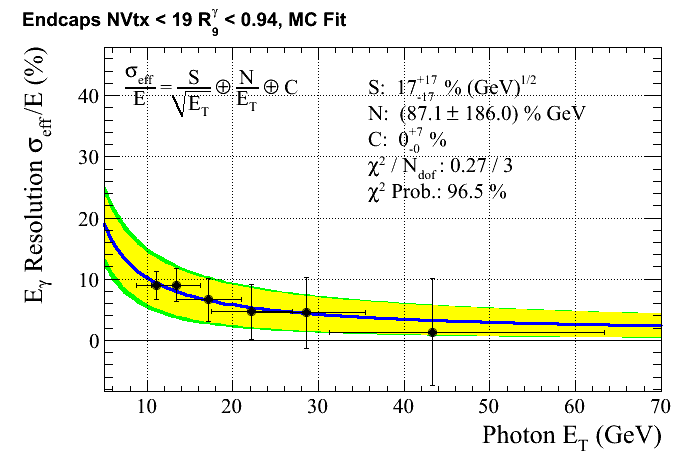 Endcaps NVtx < 19 R₉^γ < 0.94, MC Fit
E_γ Resolution σ_eff/E (%)
σ_eff/E = S/√E_T ⊕ N/E_T ⊕ C
S: 17 +17 -17 % (GeV)^1/2
N: (87.1 ± 186.0) % GeV
C: 0 +7 -0 %
χ² / N_dof : 0.27 / 3
χ² Prob.: 96.5 %
40
30
20
10
0
10 20 30 40 50 60 70
Photon E_T (GeV)